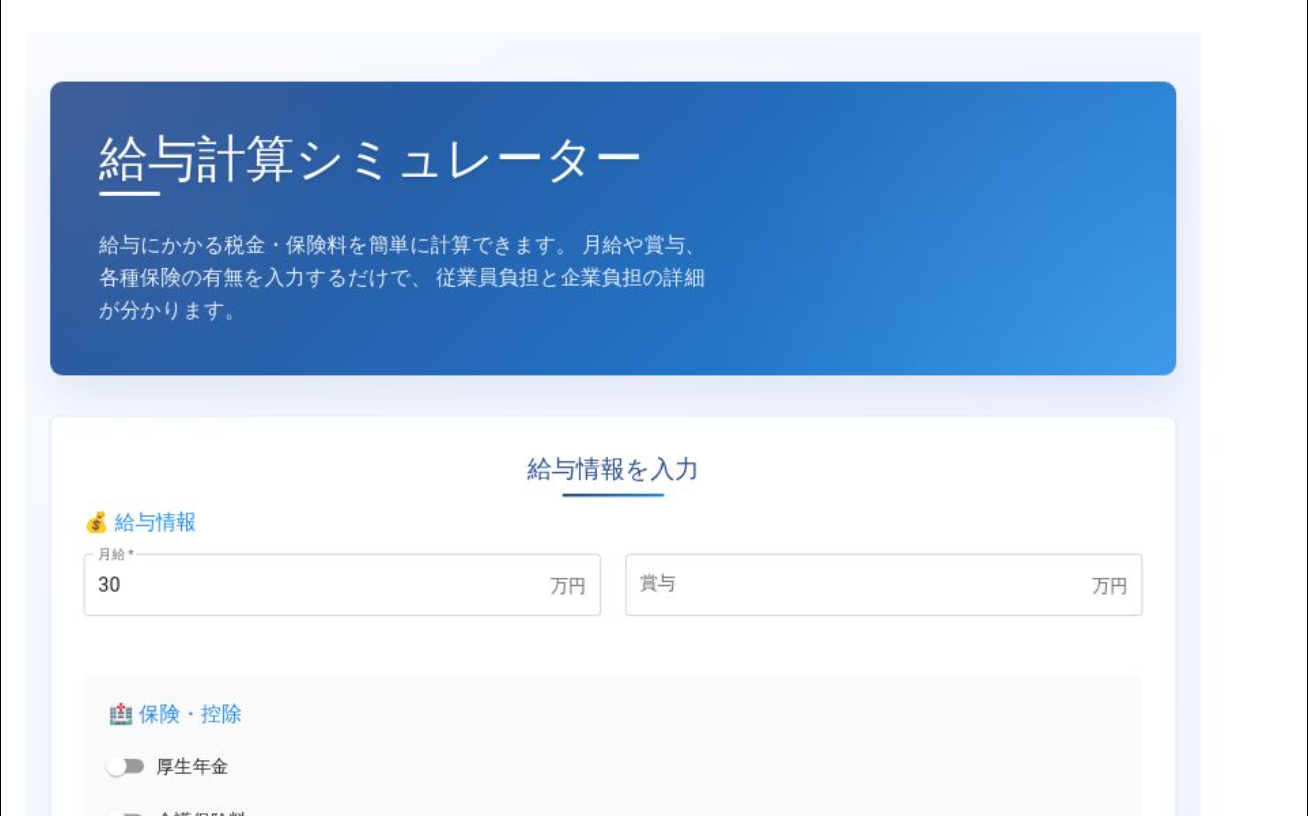 給与計算シミュレーター
給与にかかる税金・保険料を簡単に計算できます。 月給や賞与、
各種保険の有無を入力するだけで、 従業員負担と企業負担の詳細
が分かります。
給与情報を入力
💰 給与情報
月給 *
30 万円
賞与 万円
🏥 保険・控除
厚生年金